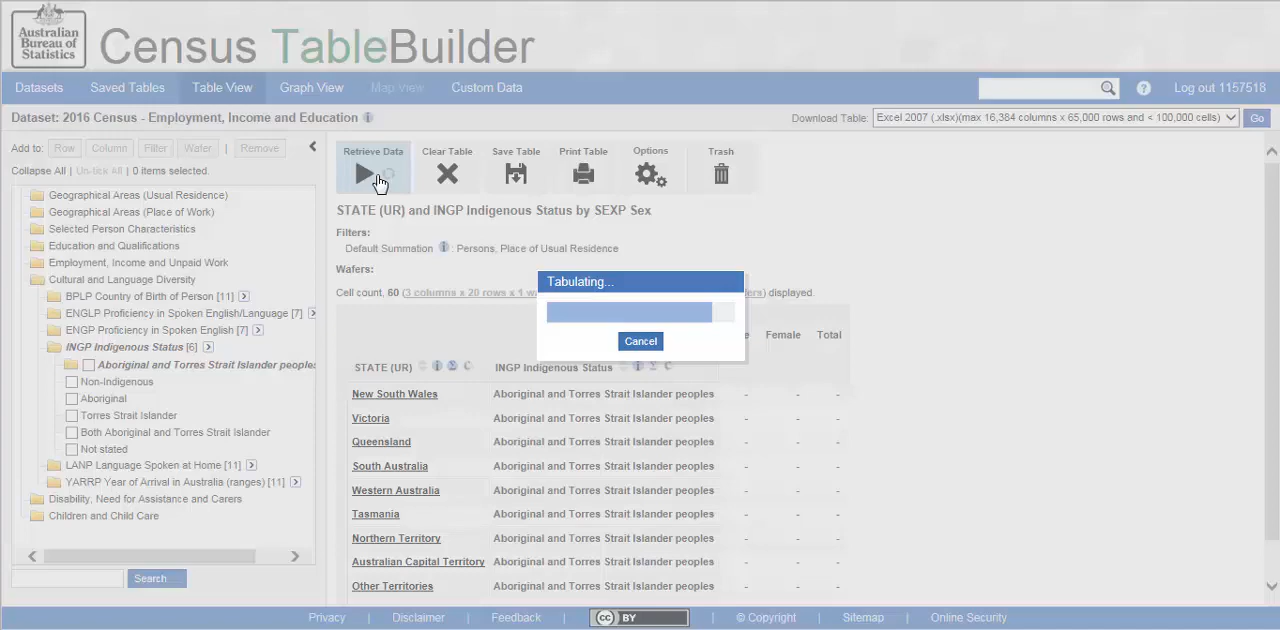 Australian
Bureau of
Statistics
Census TableBuilder
Datasets Saved Tables Table View Graph View Map View Custom Data Log out 1157518
Dataset: 2016 Census - Employment, Income and Education
Download Table: Excel 2007 (.xlsx)(max 16,384 columns x 65,000 rows and < 100,000 cells) Go
Add to: Row Column Filter Wafer | Remove
Collapse All | Un-tick All | 0 items selected.
Geographical Areas (Usual Residence)
Geographical Areas (Place of Work)
Selected Person Characteristics
Education and Qualifications
Employment, Income and Unpaid Work
Cultural and Language Diversity
BPLP Country of Birth of Person [11]
ENGLP Proficiency in Spoken English/Language [7]
ENGP Proficiency in Spoken English [7]
INGP Indigenous Status [6]
Aboriginal and Torres Strait Islander peoples
Non-Indigenous
Aboriginal
Torres Strait Islander
Both Aboriginal and Torres Strait Islander
Not stated
LANP Language Spoken at Home [11]
YARRP Year of Arrival in Australia (ranges) [11]
Disability, Need for Assistance and Carers
Children and Child Care
Search
Retrieve Data Clear Table Save Table Print Table Options Trash
STATE (UR) and INGP Indigenous Status by SEXP Sex
Filters:
Default Summation Persons, Place of Usual Residence
Wafers:
Cell count, 60 (3 columns x 20 rows x 1 displayed.
Tabulating...
Cancel
Female Total
STATE (UR) INGP Indigenous Status
New South Wales Aboriginal and Torres Strait Islander peoples - - -
Victoria Aboriginal and Torres Strait Islander peoples - - -
Queensland Aboriginal and Torres Strait Islander peoples - - -
South Australia Aboriginal and Torres Strait Islander peoples - - -
Western Australia Aboriginal and Torres Strait Islander peoples - - -
Tasmania Aboriginal and Torres Strait Islander peoples - - -
Northern Territory Aboriginal and Torres Strait Islander peoples - - -
Australian Capital Territory Aboriginal and Torres Strait Islander peoples - - -
Other Territories Aboriginal and Torres Strait Islander peoples - - -
Privacy | Disclaimer | Feedback | cc BY | © Copyright | Sitemap | Online Security